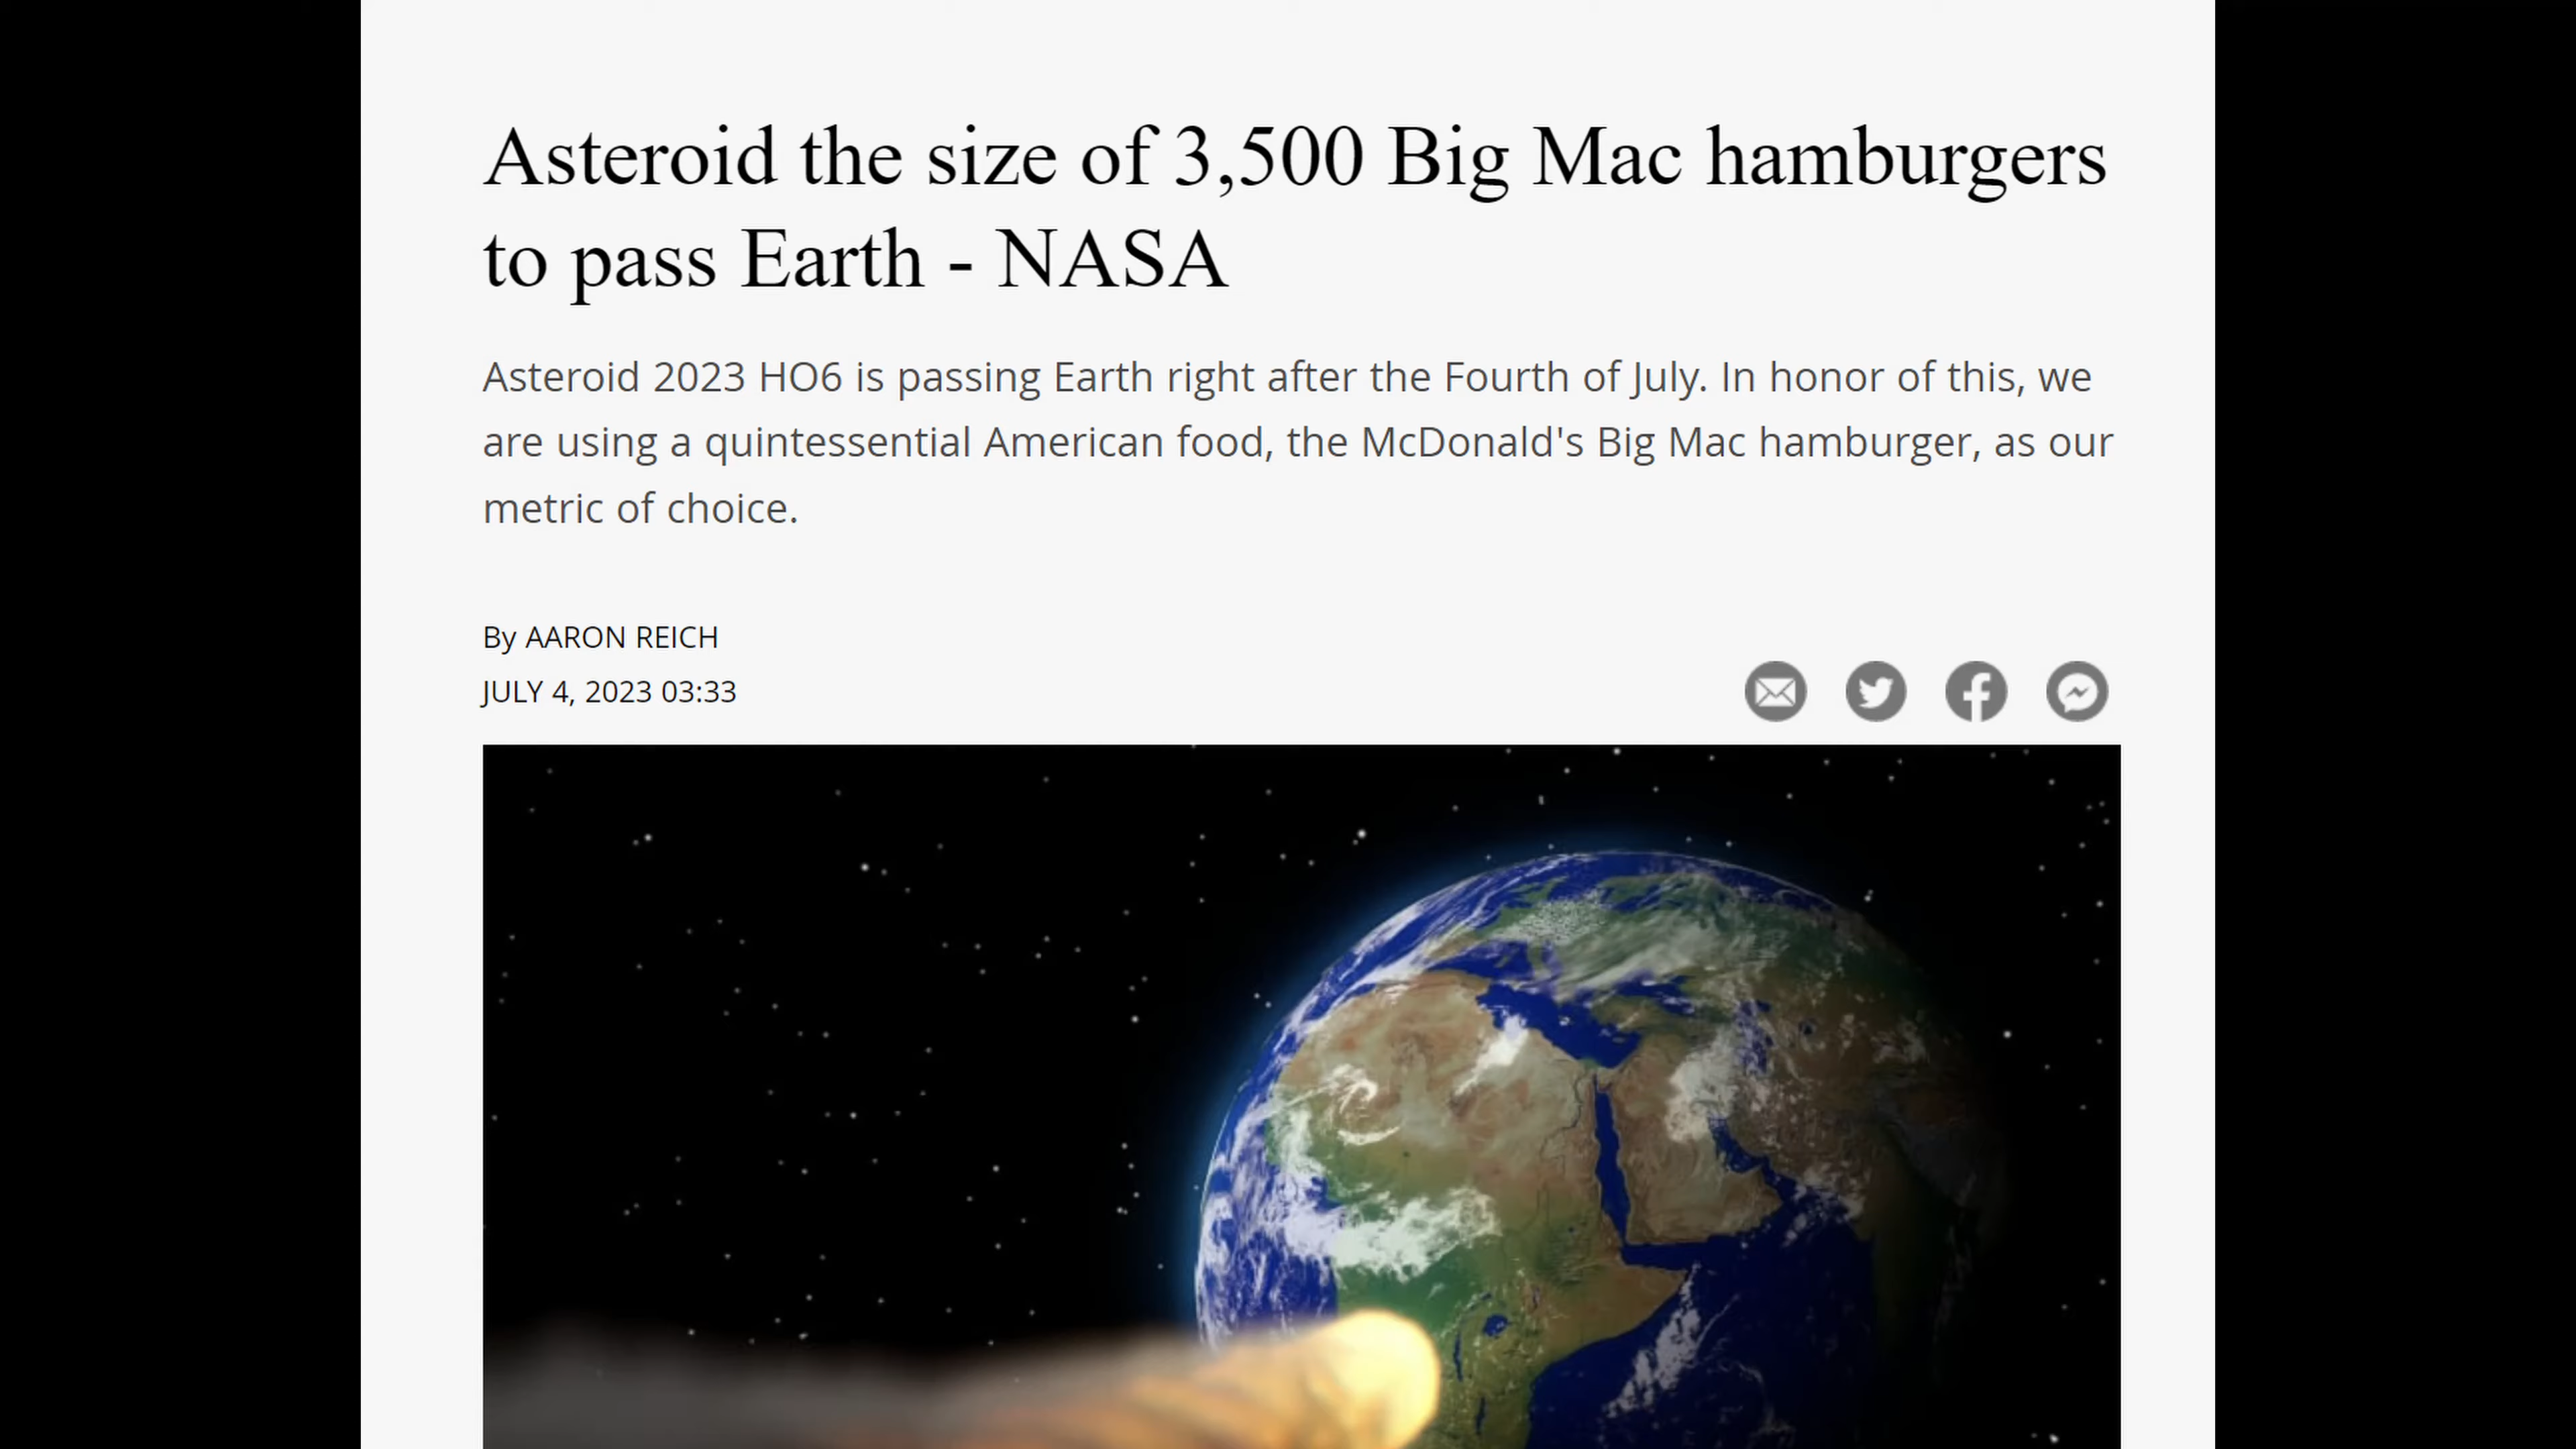 Asteroid the size of 3,500 Big Mac hamburgers
to pass Earth - NASA
Asteroid 2023 HO6 is passing Earth right after the Fourth of July. In honor of this, we
are using a quintessential American food, the McDonald's Big Mac hamburger, as our
metric of choice.
By AARON REICH
JULY 4, 2023 03:33